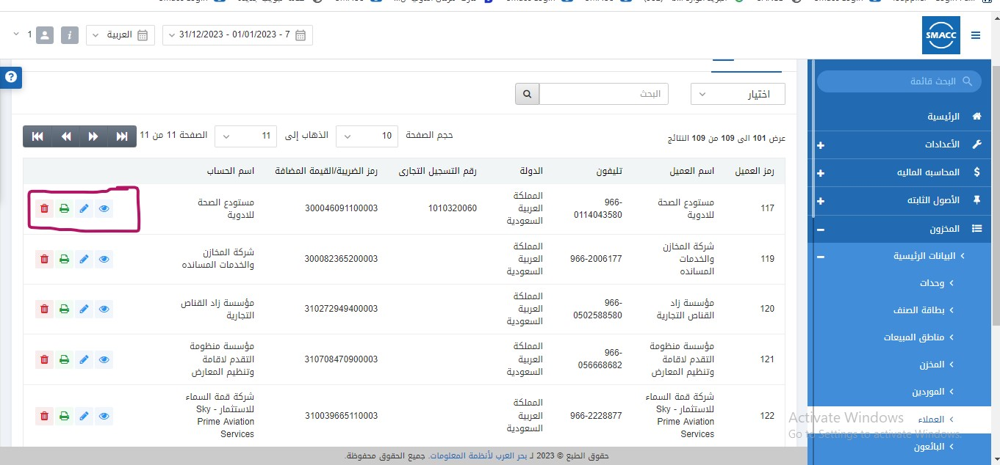 31/12/2023 - 01/01/2023 - 7
العربية
1
SMACC
البحث قائمة
الرئيسية
الأعدادات
المحاسبه الماليه
الأصول الثابته
المخزون
البيانات الرئيسية
وحدات
بطاقة الصنف
مناطق المبيعات
المخزن
الموردين
العملاء
البائعون
اختيار
البحث
عرض 101 الى 109 من 109 النتائج
حجم الصفحة 10 الذهاب إلى 11 الصفحة 11 من 11
رمز العميل اسم العميل تليفون الدولة رقم التسجيل التجارى رمز الضريبة/القيمة المضافة اسم الحساب
117
مستودع الصحة
للادوية
966-
0114043580
المملكة
العربية
السعودية
1010320060
300046091100003
مستودع الصحة
للادوية
119
شركة المخازن
والخدمات
المسانده
966-2006177
المملكة
العربية
السعودية
300082365200003
شركة المخازن
والخدمات المسانده
120
مؤسسة زاد
القناص التجارية
966-
0502588580
المملكة
العربية
السعودية
310272949400003
مؤسسة زاد القناص
التجارية
121
مؤسسة منظومة
التقدم لاقامة
وتنظيم المعارض
966-
056668682
المملكة
العربية
السعودية
310708470900003
مؤسسة منظومة
التقدم لاقامة
وتنظيم المعارض
122
شركة قمة السماء
للاستثمار - Sky
Prime Aviation
Services
966-2228877
المملكة
العربية
السعودية
310039665110003
شركة قمة السماء
للاستثمار - Sky
Prime Aviation
Services
Activate Windows
Go to Settings to activate Windows.
حقوق الطبع © 2023 لـ بحر العرب لأنظمة المعلومات. جميع الحقوق محفوظة.